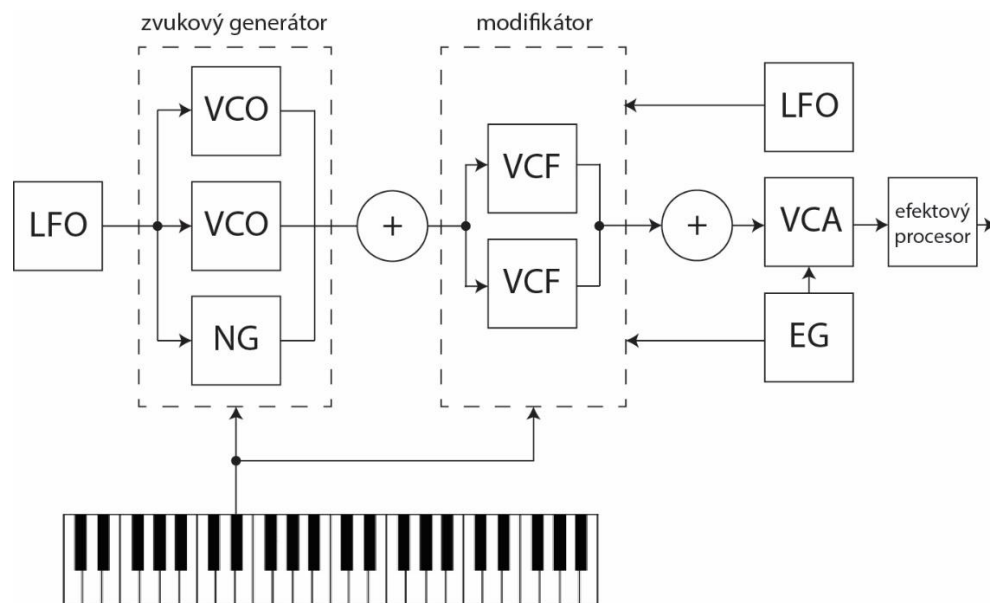 zvukový generátor
modifikátor
VCO
LFO
VCF
LFO
VCO
+
+
VCA
efektový
procesor
VCF
NG
EG